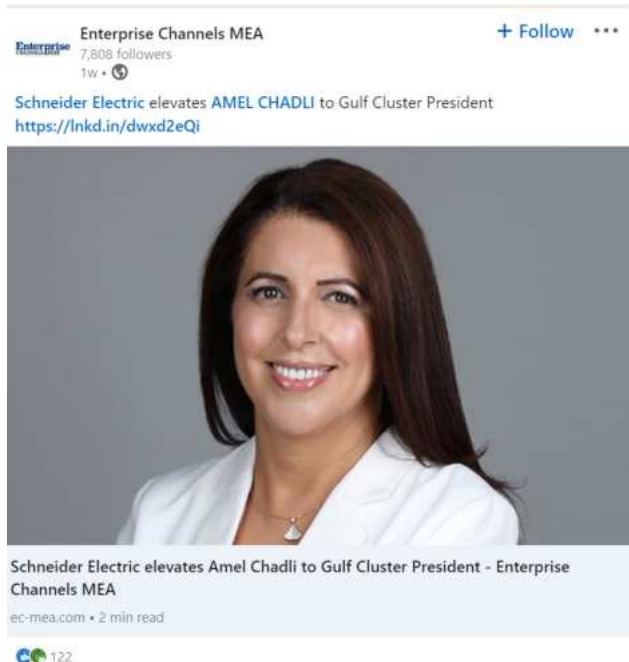 Enterprise Channels MEA
+ Follow
Enterprise
7,808 followers
1w •
Schneider Electric elevates AMEL CHADLI to Gulf Cluster President
https://lnkd.in/dwxd2eQi
Schneider Electric elevates Amel Chadli to Gulf Cluster President - Enterprise
Channels MEA
ec-mea.com • 2 min read
122